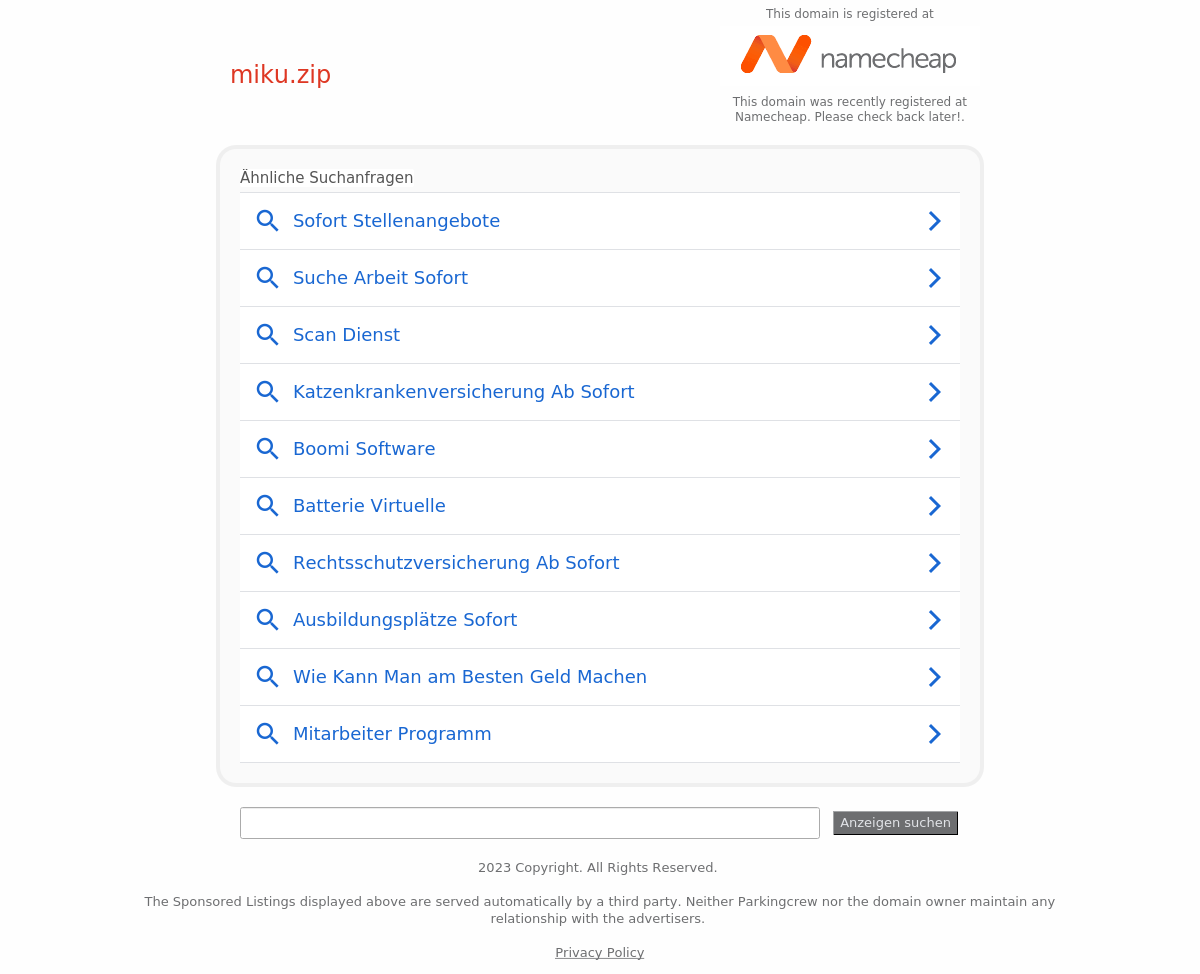 This domain is registered at
namecheap
miku.zip
This domain was recently registered at
Namecheap. Please check back later!.
Ähnliche Suchanfragen
Sofort Stellenangebote
Suche Arbeit Sofort
Scan Dienst
Katzenkrankenversicherung Ab Sofort
Boomi Software
Batterie Virtuelle
Rechtsschutzversicherung Ab Sofort
Ausbildungsplätze Sofort
Wie Kann Man am Besten Geld Machen
Mitarbeiter Programm
Anzeigen suchen
2023 Copyright. All Rights Reserved.
The Sponsored Listings displayed above are served automatically by a third party. Neither Parkingcrew nor the domain owner maintain any
relationship with the advertisers.
Privacy Policy